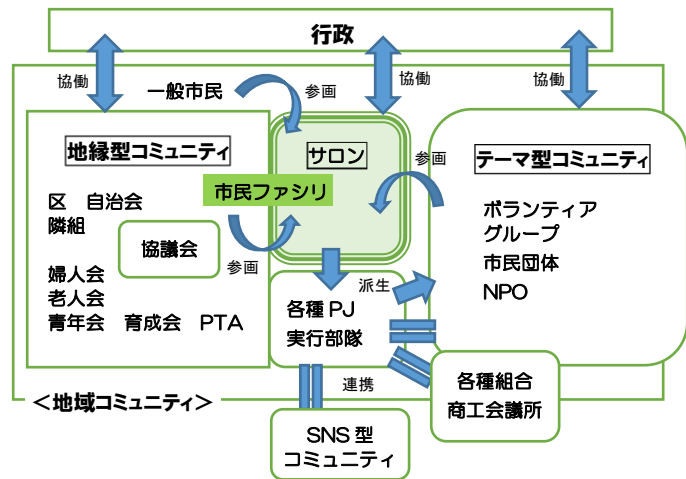 行政
協働
協働
協働
一般市民
参画
地縁型コミュニティ
サロン
参画
テーマ型コミュニティ
市民ファシリ
区　自治会
隣組
協議会
参画
婦人会
老人会
青年会　育成会　PTA
ボランティア
グループ
市民団体
NPO
派生
各種 PJ
実行部隊
連携
各種組合
商工会議所
＜地域コミュニティ＞
SNS 型
コミュニティ